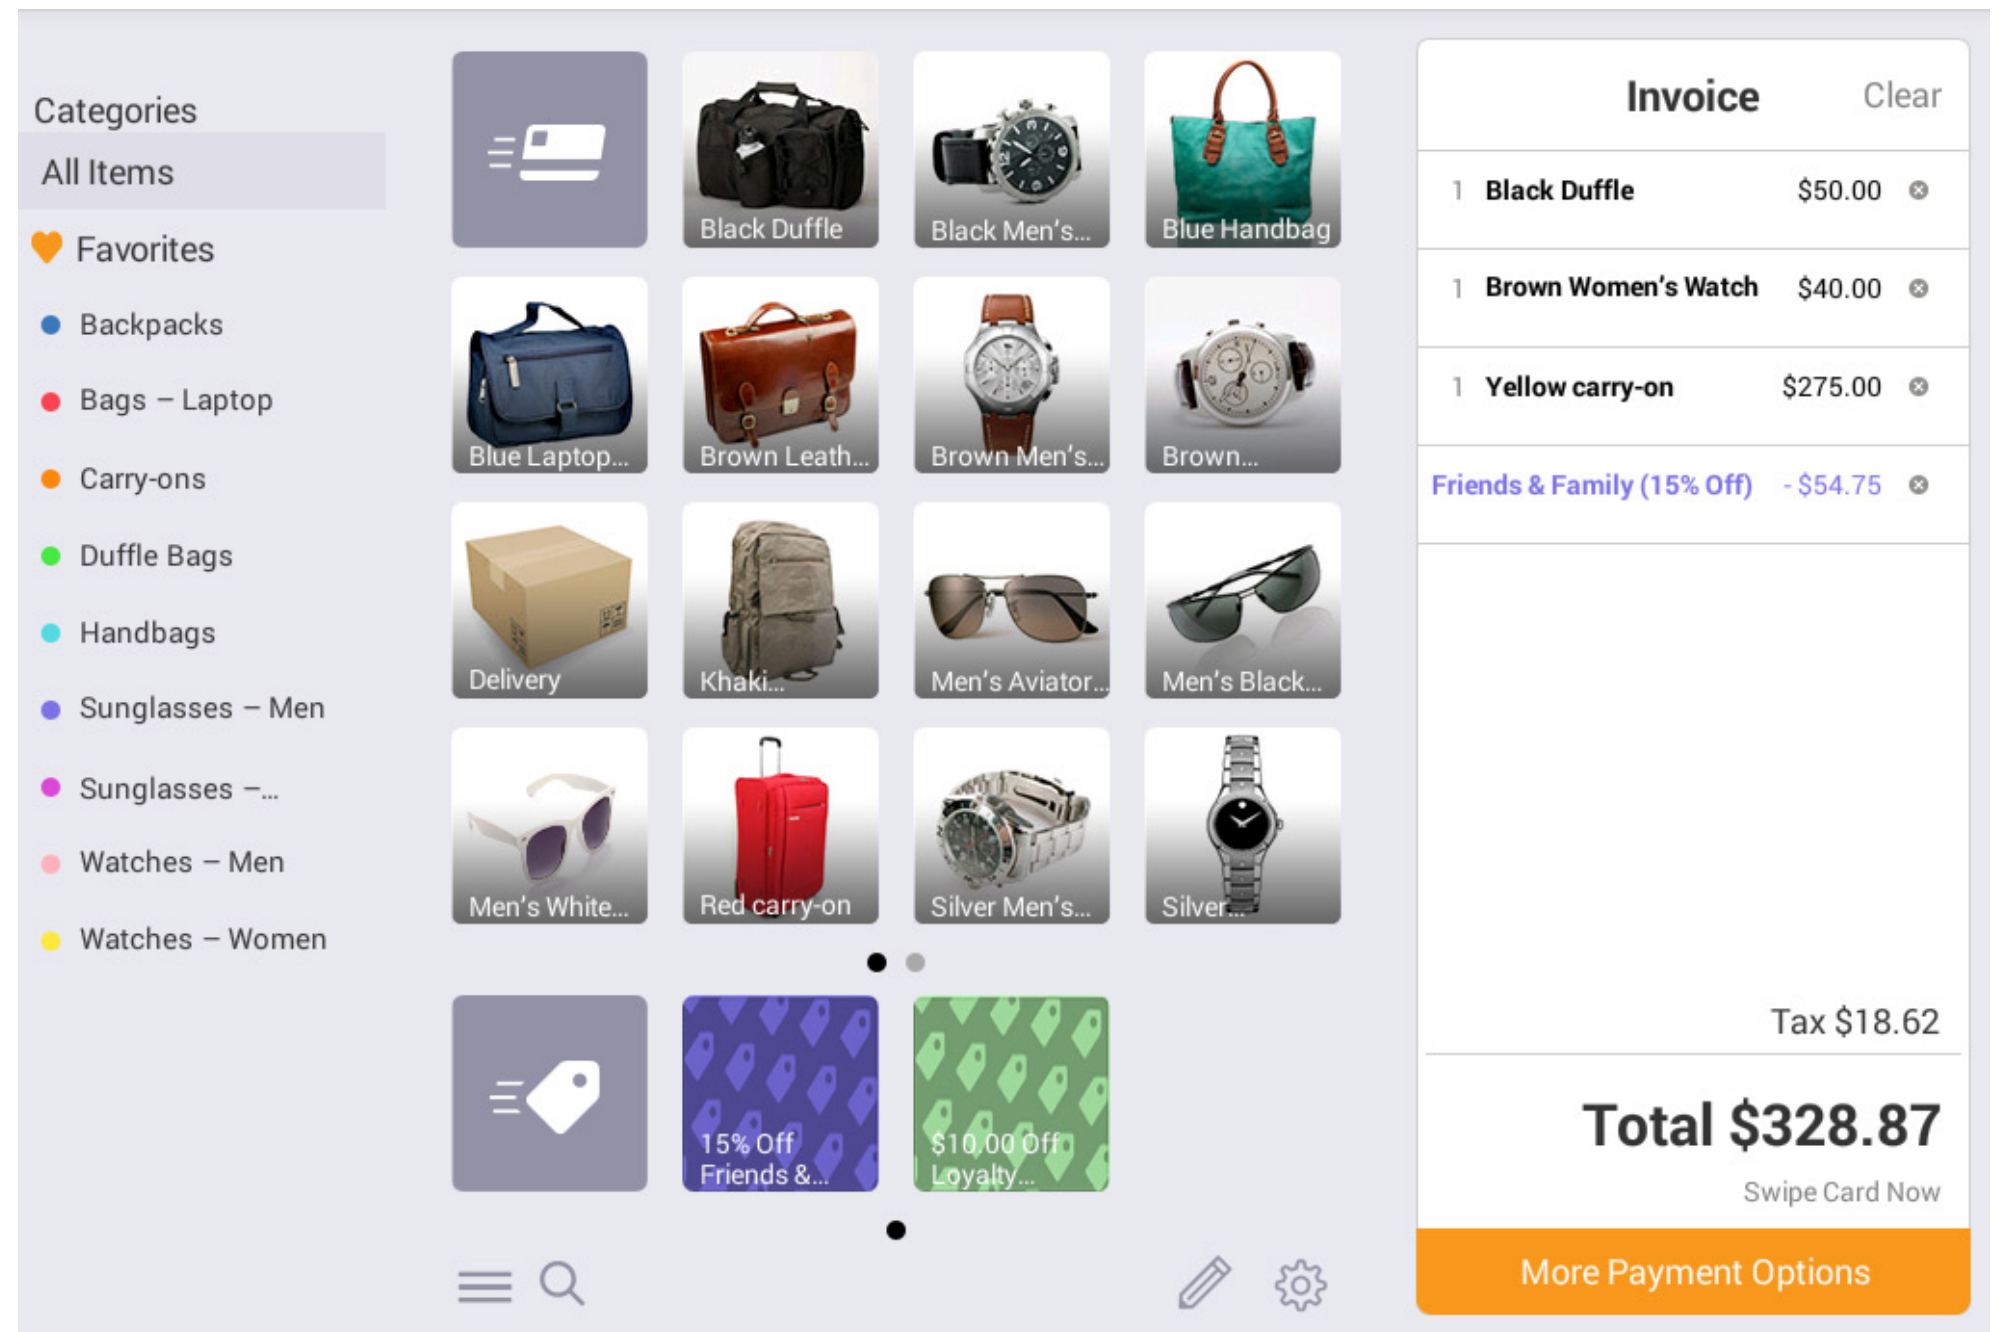 Categories
All Items
Favorites
Backpacks
Bags – Laptop
Carry-ons
Duffle Bags
Handbags
Sunglasses – Men
Sunglasses –...
Watches – Men
Watches – Women
Black Duffle
Black Men's...
Blue Handbag
Blue Laptop...
Brown Leath...
Brown Men's...
Brown...
Delivery
Khaki...
Men's Aviator...
Men's Black...
Men's White...
Red carry-on
Silver Men's...
Silver...
15% Off
Friends &...
$10.00 Off
Loyalty...
Invoice Clear
1 Black Duffle $50.00
1 Brown Women's Watch $40.00
1 Yellow carry-on $275.00
Friends & Family (15% Off) - $54.75
Tax $18.62
Total $328.87
Swipe Card Now
More Payment Options